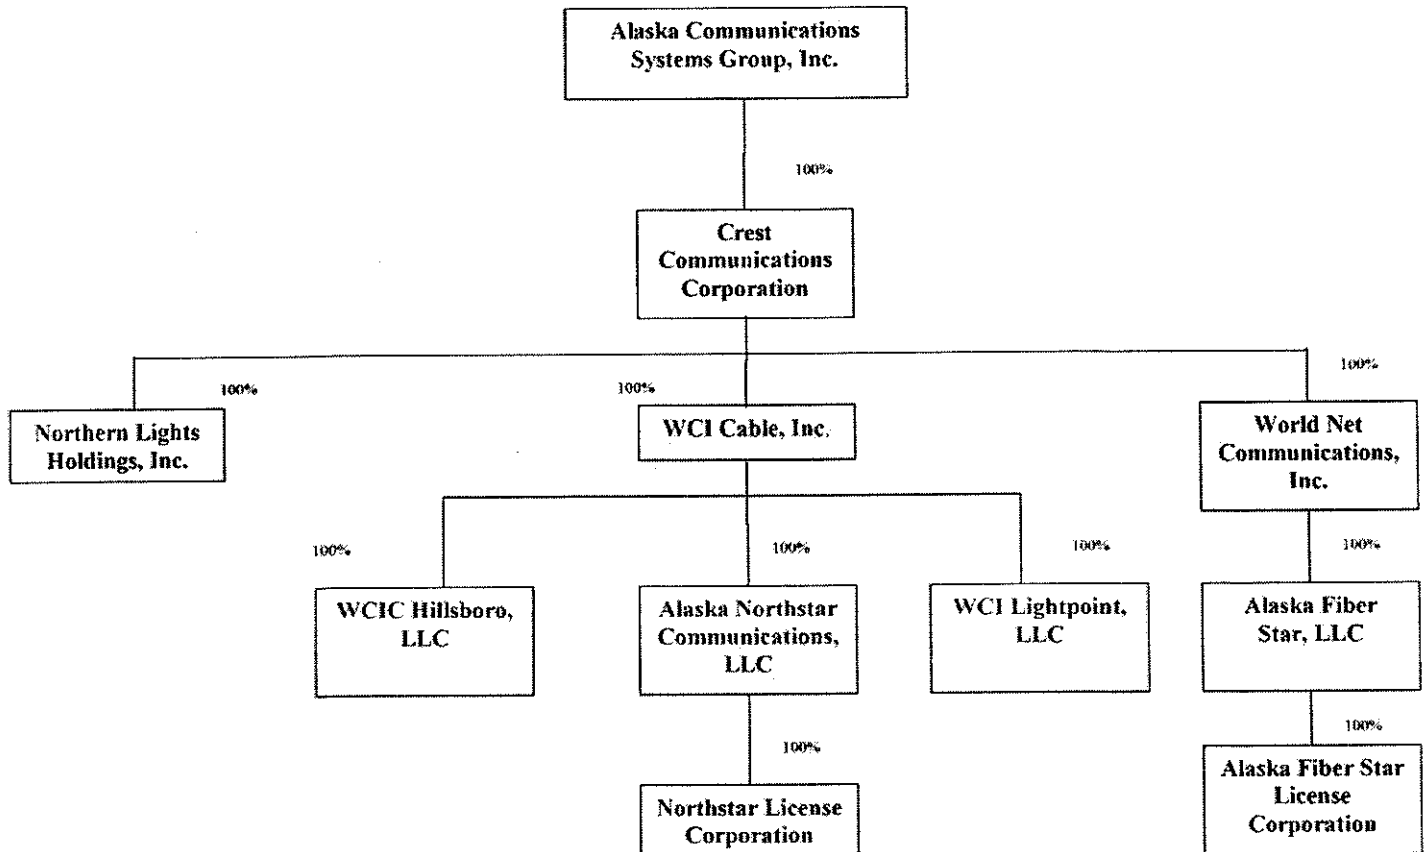 Alaska Communications
Systems Group, Inc.
100%
Crest
Communications
Corporation
100%
100%
100%
Northern Lights
Holdings, Inc.
WCI Cable, Inc.
World Net
Communications,
Inc.
100%
100%
100%
100%
WCIC Hillsboro,
LLC
Alaska Northstar
Communications,
LLC
WCI Lightpoint,
LLC
Alaska Fiber
Star, LLC
100%
100%
Northstar License
Corporation
Alaska Fiber Star
License
Corporation